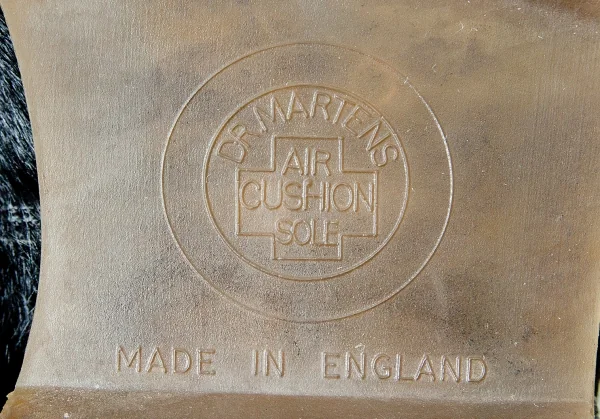 DR. MARTENS
AIR
CUSHION
SOLE
MADE IN ENGLAND